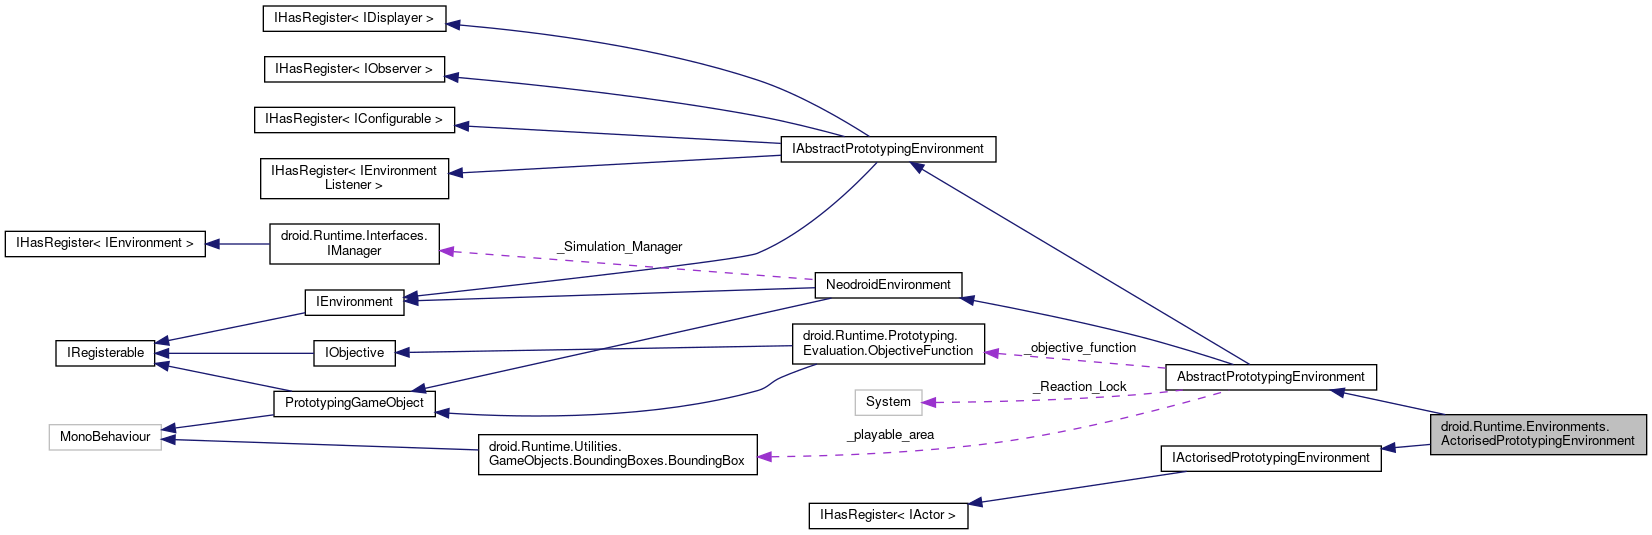 IHasRegister< IDisplayer >
IHasRegister< IObserver >
IHasRegister< IConfigurable >
IAbstractPrototypingEnvironment
IHasRegister< IEnvironment
Listener >
IHasRegister< IEnvironment >
droid.Runtime.Interfaces.
IManager
_Simulation_Manager
NeodroidEnvironment
IEnvironment
IRegisterable
IObjective
droid.Runtime.Prototyping.
Evaluation.ObjectiveFunction
_objective_function
AbstractPrototypingEnvironment
_Reaction_Lock
System
PrototypingGameObject
MonoBehaviour
_playable_area
droid.Runtime.Utilities.
GameObjects.BoundingBoxes.BoundingBox
droid.Runtime.Environments.
ActorisedPrototypingEnvironment
IActorisedPrototypingEnvironment
IHasRegister< IActor >